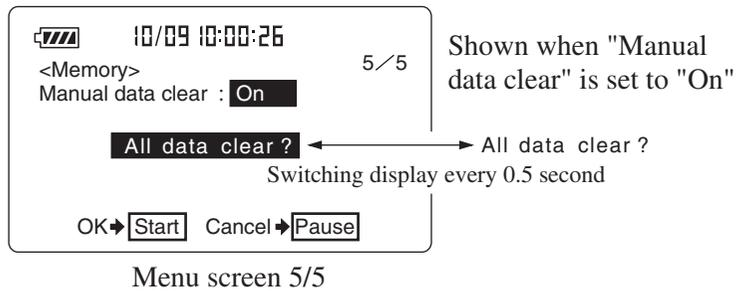 10/09 10:00:26
<Memory> 5/5
Manual data clear : On
Shown when "Manual
data clear" is set to "On"
All data clear ? All data clear ?
Switching display every 0.5 second
OK Start Cancel Pause
Menu screen 5/5